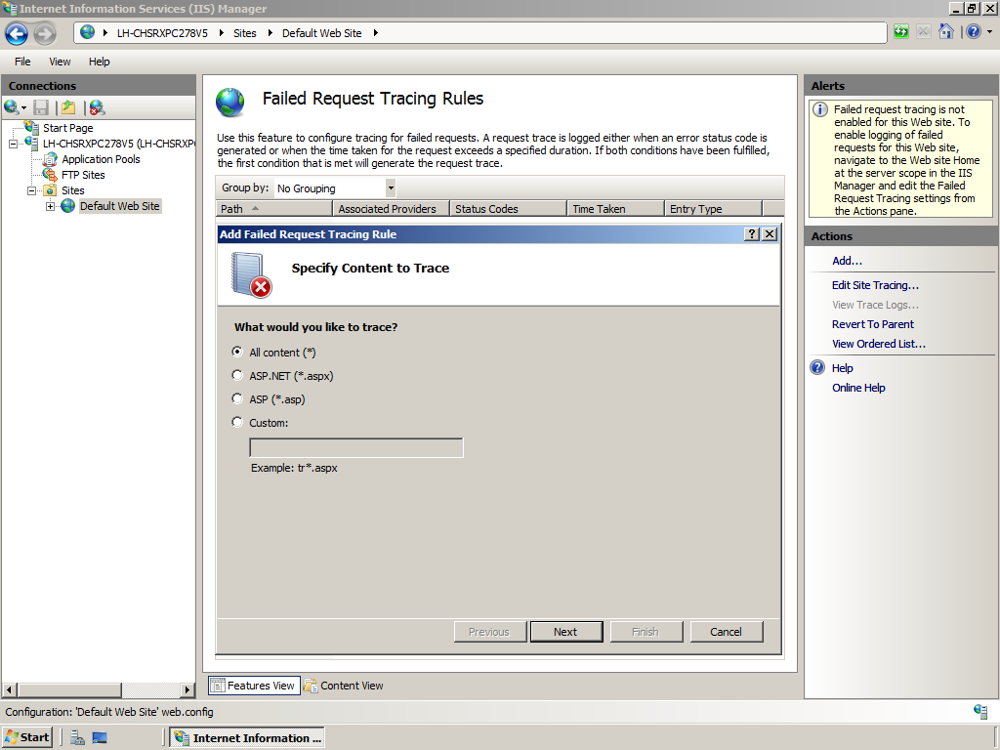 Internet Information Services (IIS) Manager
LH-CHSRXPC278V5 Sites Default Web Site
File View Help
Connections
Start Page
LH-CHSRXPC278V5 (LH-CHSRXP
Application Pools
FTP Sites
Sites
Default Web Site
Failed Request Tracing Rules
Use this feature to configure tracing for failed requests. A request trace is logged either when an error status code is
generated or when the time taken for the request exceeds a specified duration. If both conditions have been fulfilled,
the first condition that is met will generate the request trace.
Group by: No Grouping
Path Associated Providers Status Codes Time Taken Entry Type
Add Failed Request Tracing Rule
Specify Content to Trace
What would you like to trace?
All content (*)
ASP.NET (*.aspx)
ASP (*.asp)
Custom:
Example: tr*.aspx
Previous Next Finish Cancel
Features View Content View
Alerts
Failed request tracing is not
enabled for this Web site. To
enable logging of failed
requests for this Web site,
navigate to the Web site Home
at the server scope in the IIS
Manager and edit the Failed
Request Tracing settings from
the Actions pane.
Actions
Add...
Edit Site Tracing...
View Trace Logs...
Revert To Parent
View Ordered List...
Help
Online Help
Configuration: 'Default Web Site' web.config
Start Internet Information ...